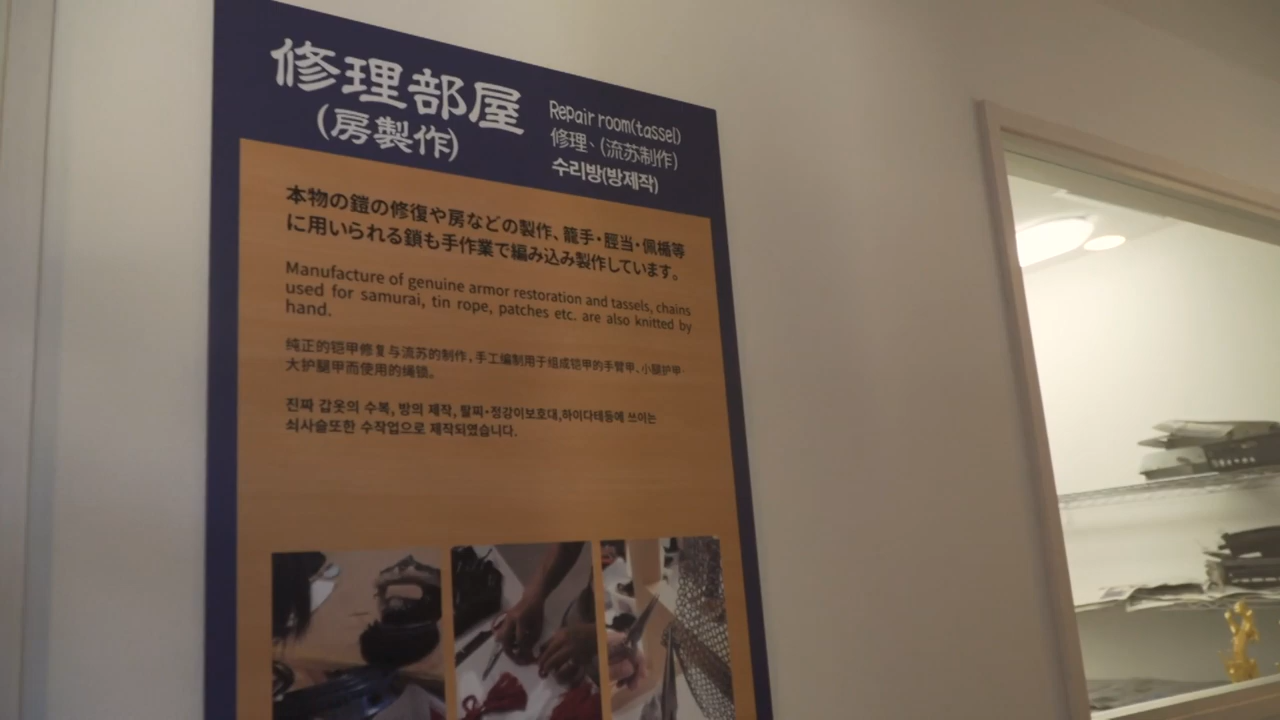 修理部屋
(房製作)
Repair room(tassel)
修理、(流苏制作)
수리방(방제작)
本物の鎧の修復や房などの製作、籠手・脛当・佩楯等
に用いられる鎖も手作業で編み込み製作しています。
Manufacture of genuine armor restoration and tassels, chains
used for samurai, tin rope, patches etc. are also knitted by
hand.
纯正的铠甲修复与流苏的制作,手工编制用于组成铠甲的手臂甲、小腿护甲·
大护腿甲而使用的绳锁。
진짜 갑옷의 수복, 방의 제작, 팔찌·정강이보호대,하이다테등에 쓰이는
쇠사슬또한 수작업으로 제작되였습니다.